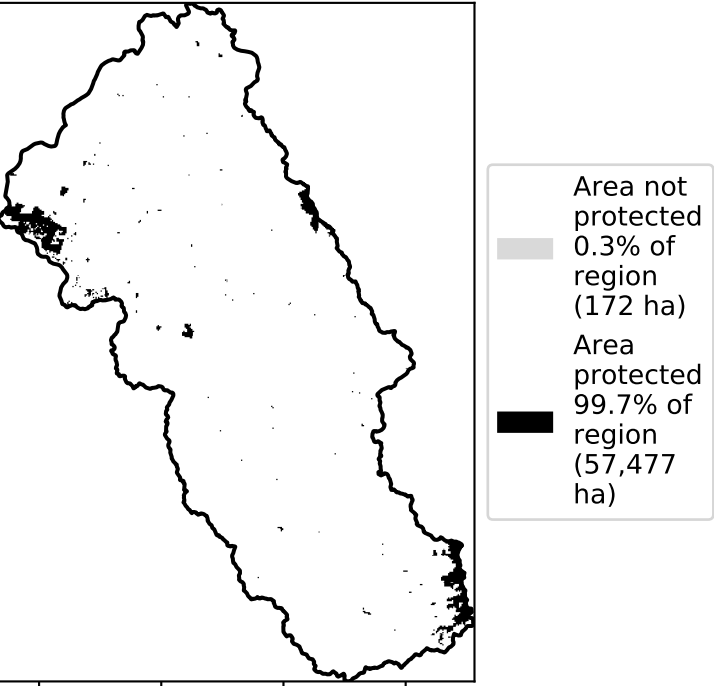 Area not
protected
0.3% of
region
(172 ha)
Area
protected
99.7% of
region
(57,477
ha)